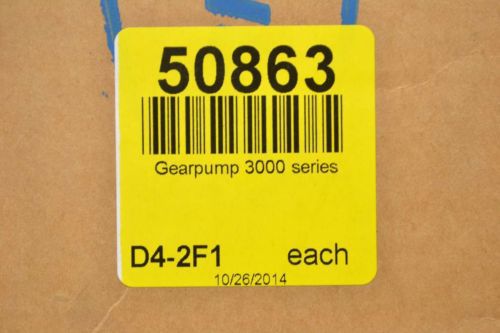 50863
Gearpump 3000 series
D4-2F1 each
10/26/2014